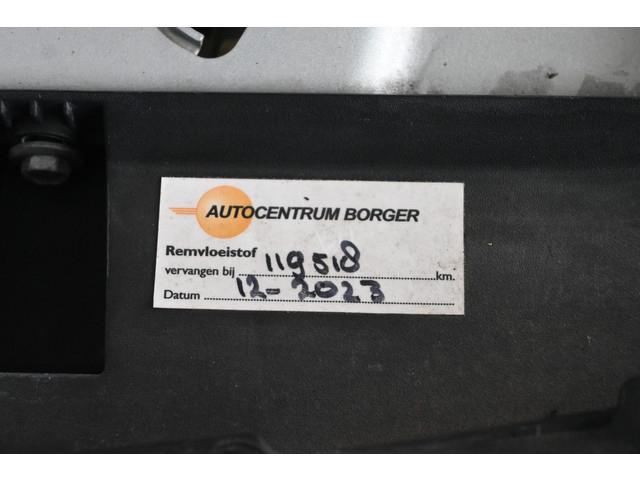 AUTOCENTRUM BORGER
Remvloeistof
vervangen bij 119518 km.
Datum 12-2023